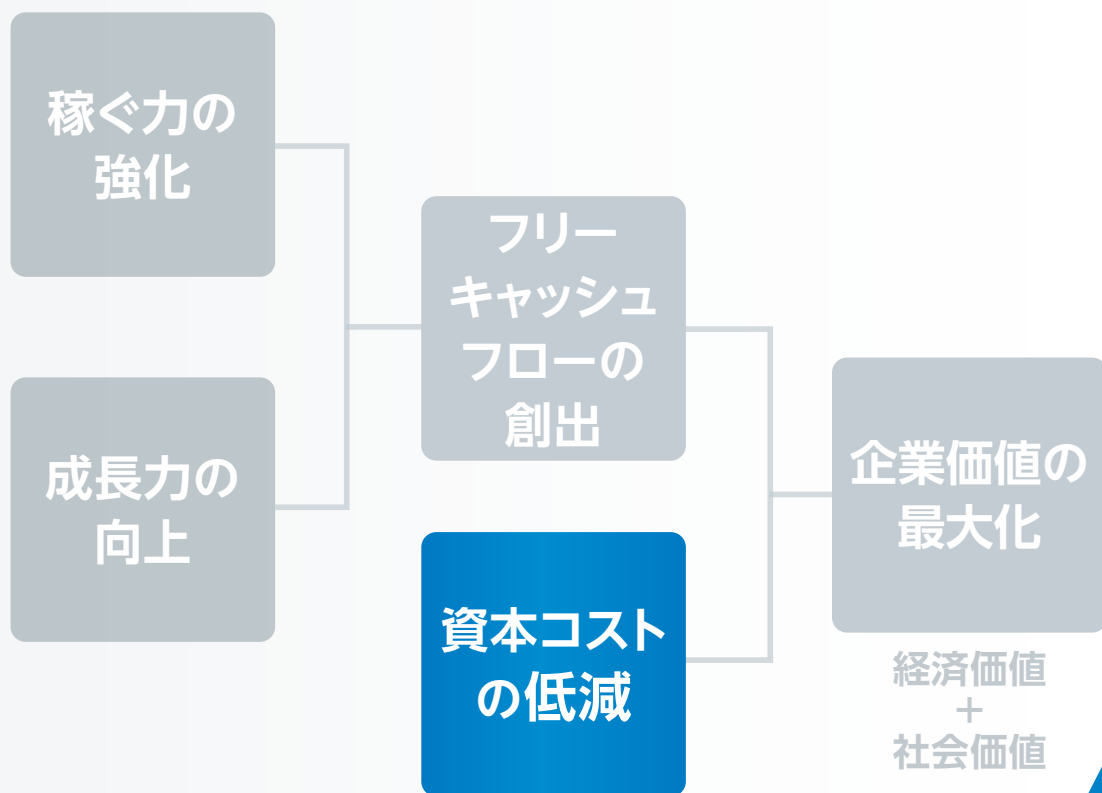 稼ぐ力の
強化
成長力の
向上
フリー
キャッシュ
フローの
創出
資本コスト
の低減
企業価値の
最大化
経済価値
＋
社会価値